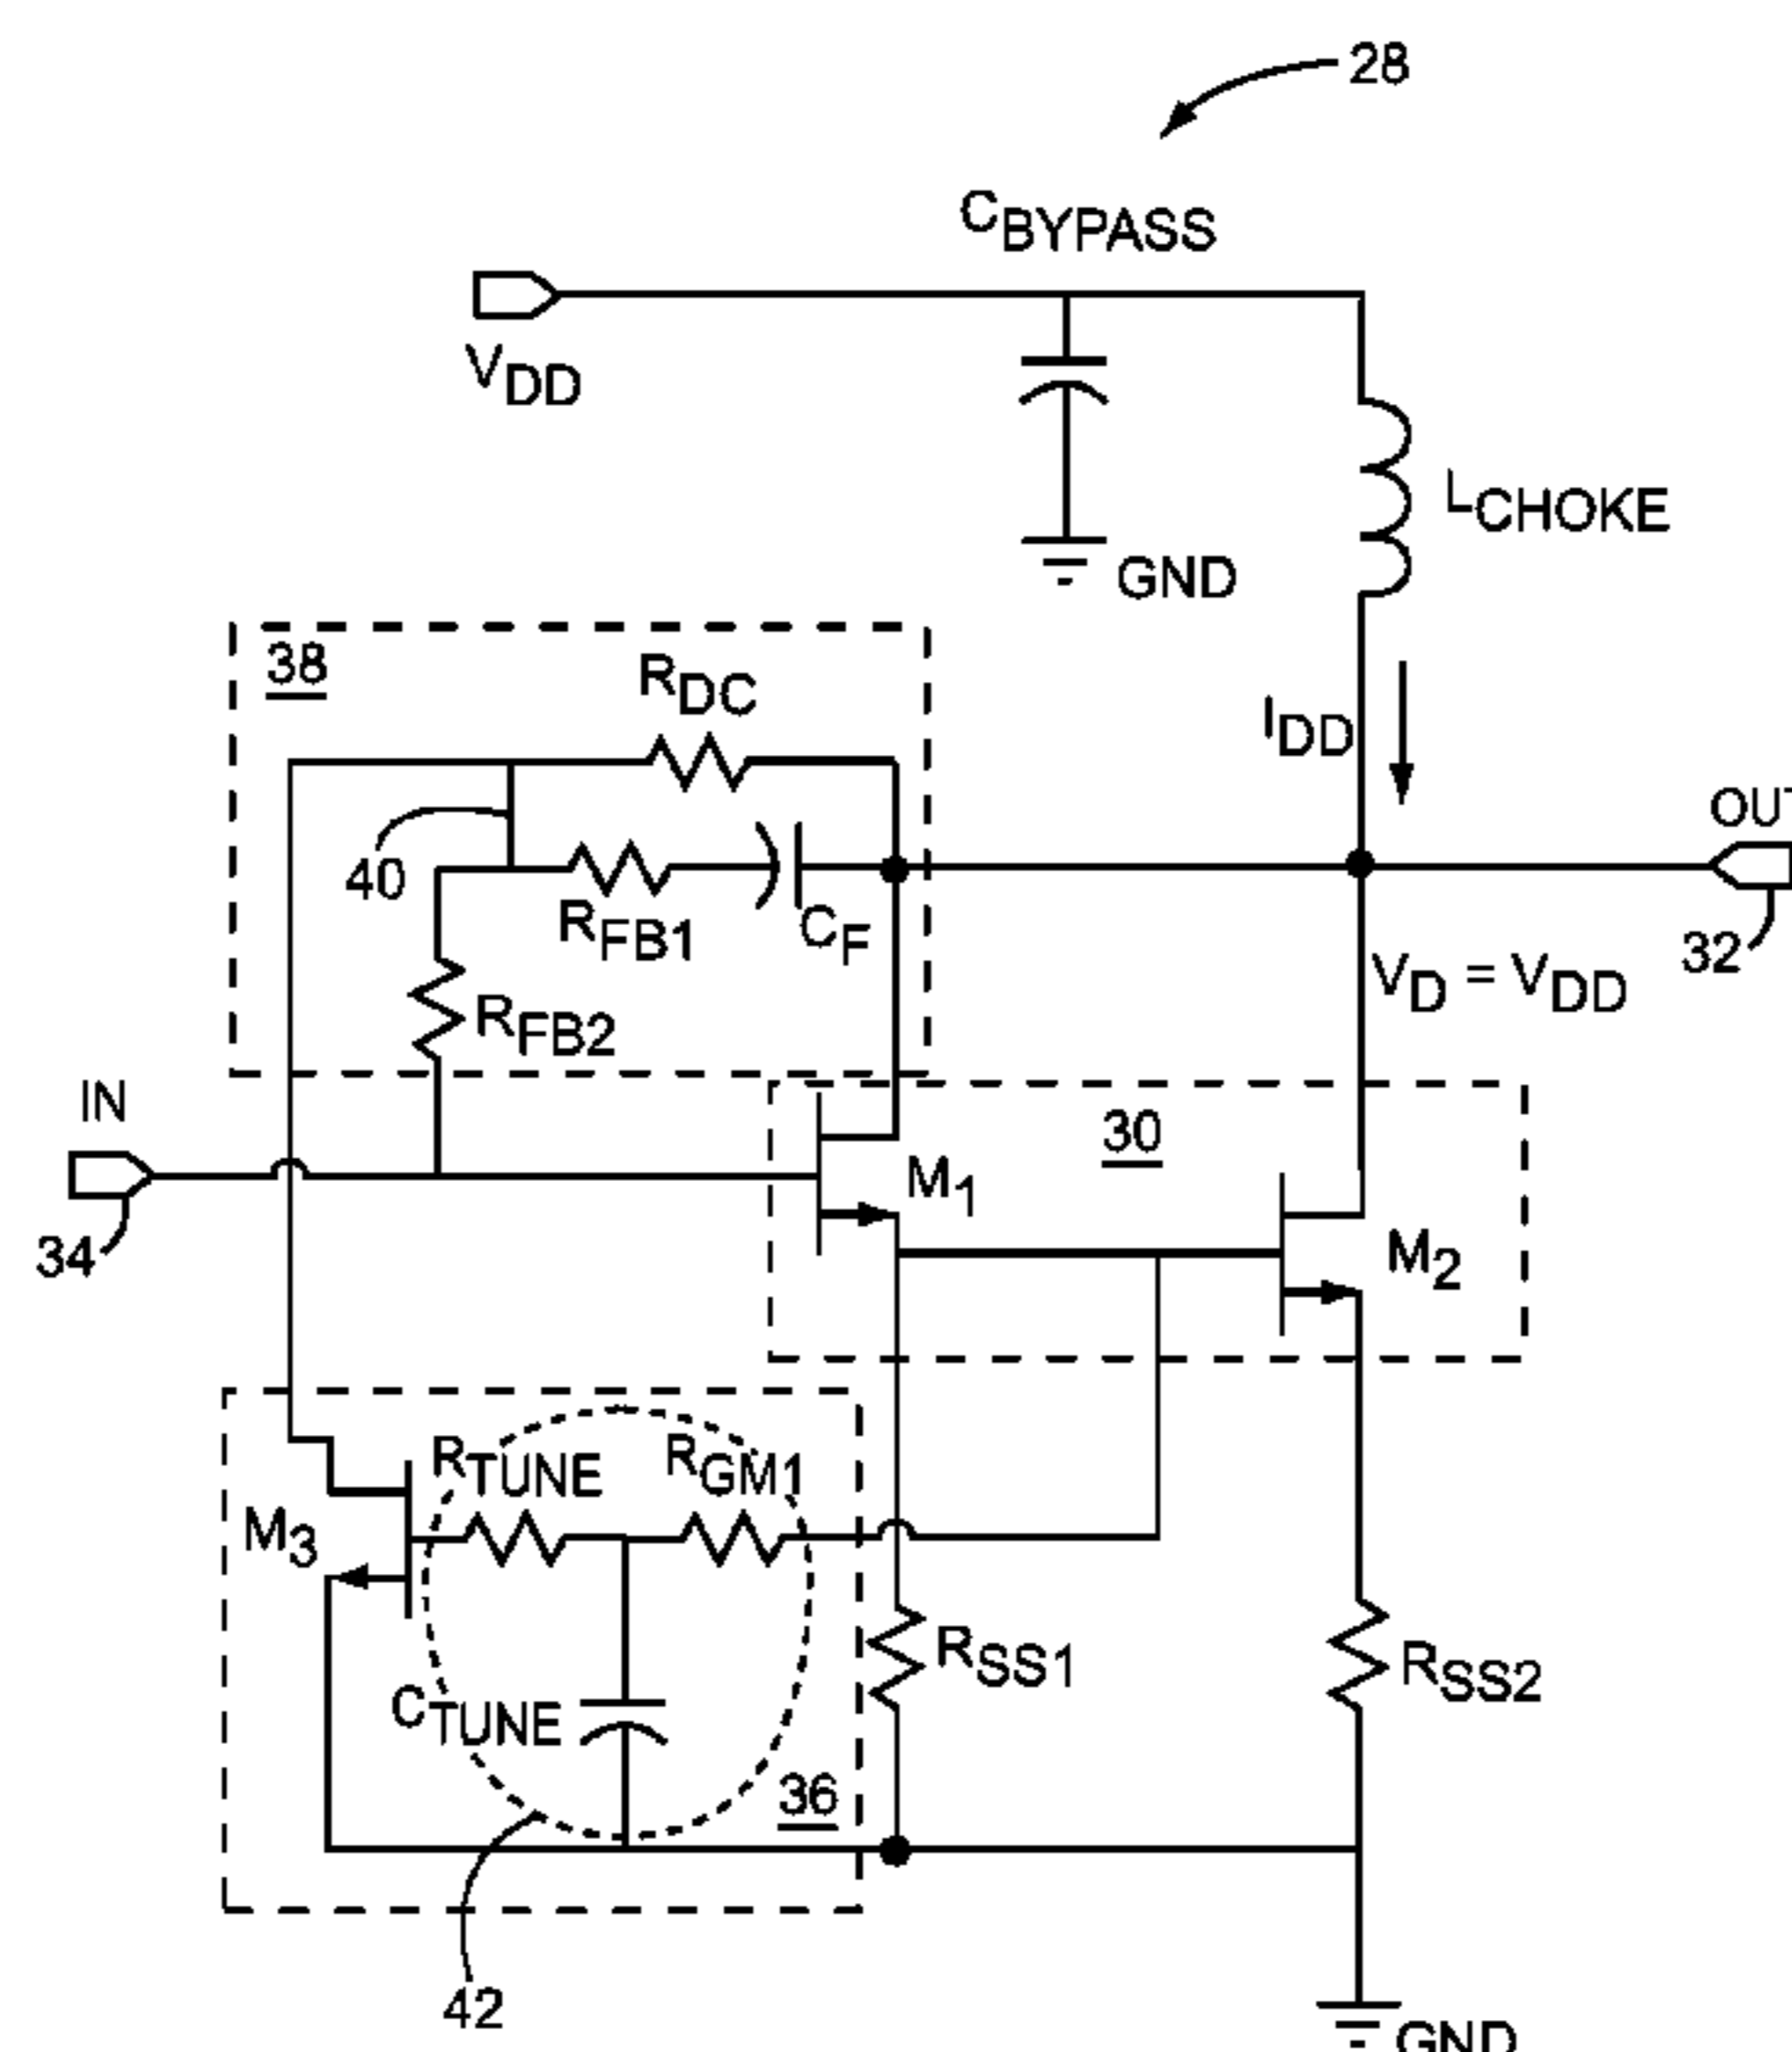 28
CBYPASS
VDD
LCHOKE
GND
38
RDC
IDD
OUT
40
RFB1
CF
32
VD = VDD
RFB2
IN
30
M1
34
M2
RTUNE
RGM1
M3
RSS1
RSS2
CTUNE
36
42
GND